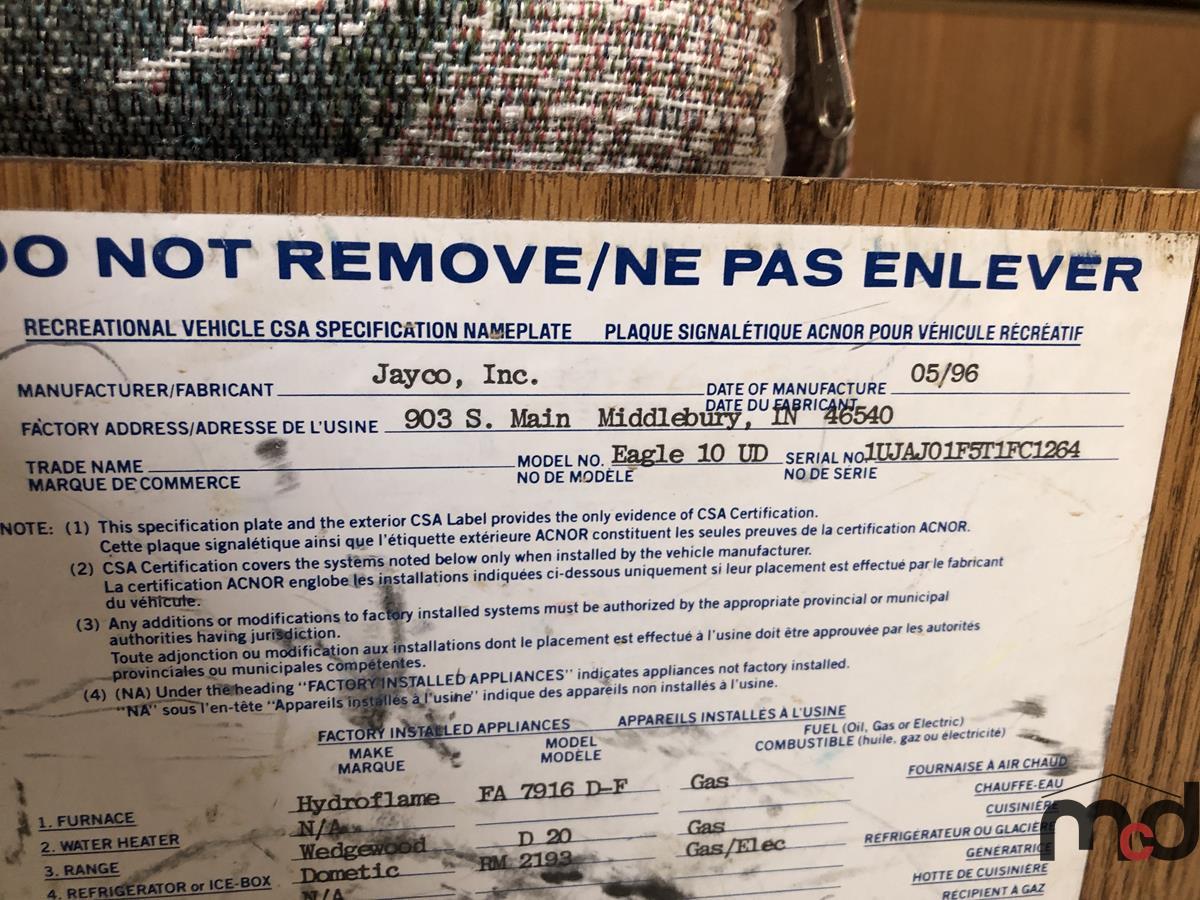 DO NOT REMOVE/NE PAS ENLEVER
RECREATIONAL VEHICLE CSA SPECIFICATION NAMEPLATE PLAQUE SIGNALÉTIQUE ACNOR POUR VÉHICULE RÉCRÉATIF
MANUFACTURER/FABRICANT Jayco, Inc. DATE OF MANUFACTURE 05/96
DATE DU FABRICANT
FACTORY ADDRESS/ADRESSE DE L'USINE 903 S. Main Middlebury, IN 46540
TRADE NAME MODEL NO. Eagle 10 UD SERIAL NO. 1UJAJ01F5T1FC1264
MARQUE DE COMMERCE NO DE MODÈLE NO DE SÉRIE
NOTE: (1) This specification plate and the exterior CSA Label provides the only evidence of CSA Certification.
Cette plaque signalétique ainsi que l'étiquette extérieure ACNOR constituent les seules preuves de la certification ACNOR.
(2) CSA Certification covers the systems noted below only when installed by the vehicle manufacturer.
La certification ACNOR englobe les installations indiquées ci-dessous uniquement si leur placement est effectué par le fabricant
du véhicule.
(3) Any additions or modifications to factory installed systems must be authorized by the appropriate provincial or municipal
authorities having jurisdiction.
Toute adjonction ou modification aux installations dont le placement est effectué à l'usine doit être approuvée par les autorités
provinciales ou municipales compétentes.
(4) (NA) Under the heading "FACTORY INSTALLED APPLIANCES" indicates appliances not factory installed.
"NA" sous l'en-tête "Appareils installés à l'usine" indique des appareils non installés à l'usine.
FACTORY INSTALLED APPLIANCES APPAREILS INSTALLÉS À L'USINE
MAKE MODEL FUEL (Oil, Gas or Electric)
MARQUE MODÈLE COMBUSTIBLE (huile, gaz ou électricité)
1. FURNACE Hydroflame FA 7916 D-F Gas FOURNAISE À AIR CHAUD
2. WATER HEATER N/A CHAUFFE-EAU
3. RANGE Wedgewood D 20 Gas CUISINIÈRE
4. REFRIGERATOR or ICE-BOX Dometic RM 2193 Gas/Elec RÉFRIGÉRATEUR OU GLACIÈRE
N/A GÉNÉRATRICE
HOTTE DE CUISINIÈRE
RÉCIPIENT À GAZ
mcd